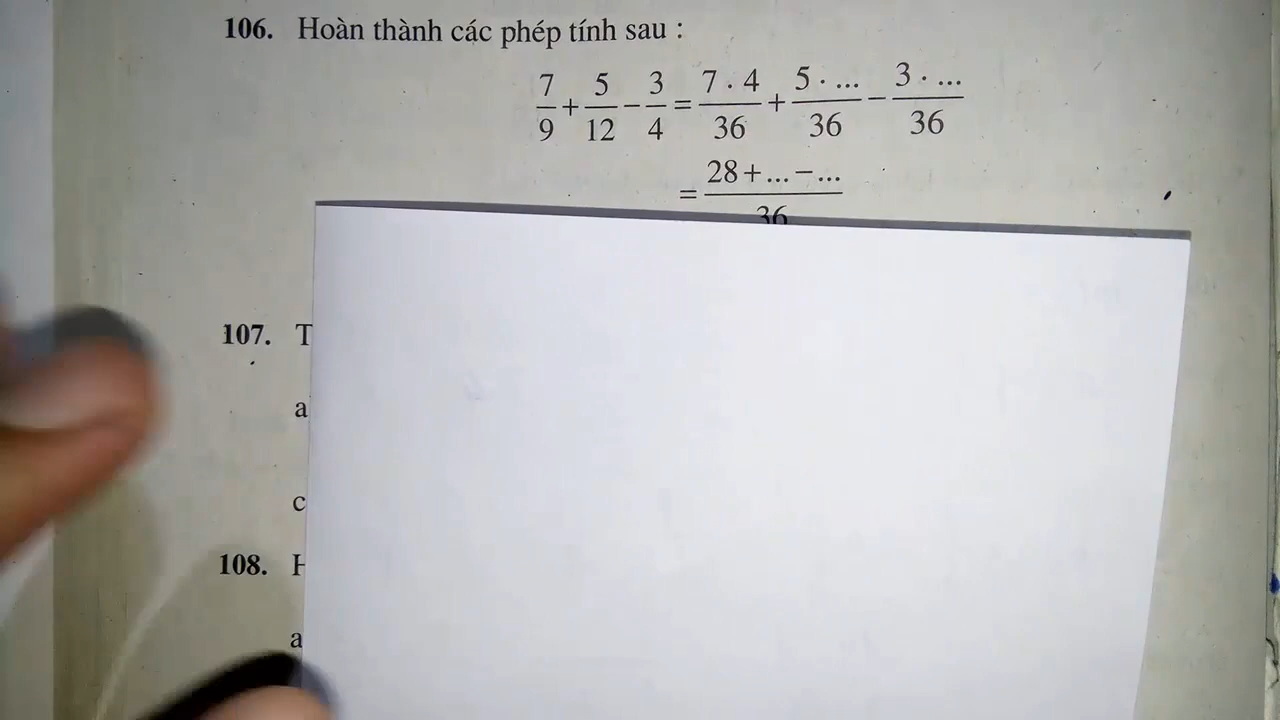 106. Hoàn thành các phép tính sau :
7/9 + 5/12 − 3/4 = 7 . 4/36 + 5 . .../36 − 3 . .../36
= 28 + ... − .../36
107. T
a
c
108.
a